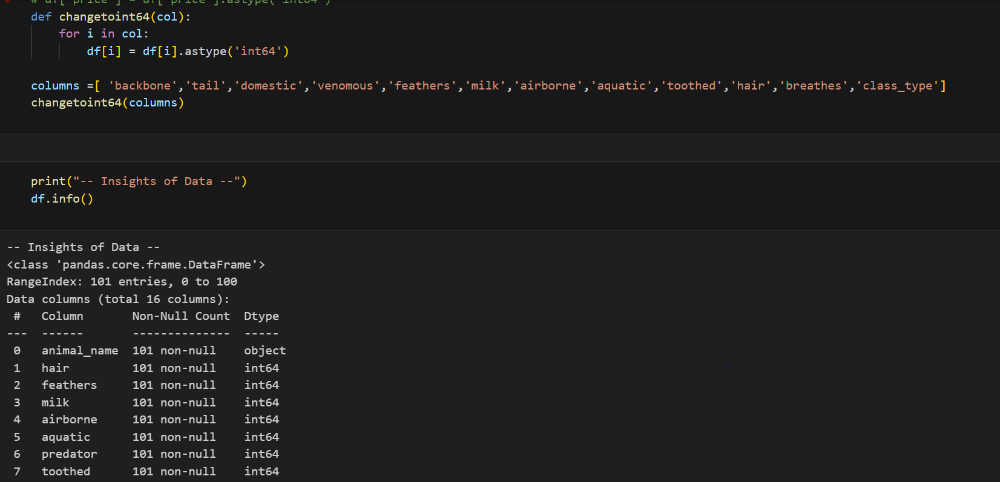 # df['price'] = df['price'].astype('int64')
def changetoint64(col):
    for i in col:
        df[i] = df[i].astype('int64')
columns =[ 'backbone','tail','domestic','venomous','feathers','milk','airborne','aquatic','toothed','hair','breathes','class_type']
changetoint64(columns)
print("-- Insights of Data --")
df.info()
-- Insights of Data --
<class 'pandas.core.frame.DataFrame'>
RangeIndex: 101 entries, 0 to 100
Data columns (total 16 columns):
 #   Column       Non-Null Count  Dtype
---  ------       --------------  -----
 0   animal_name  101 non-null    object
 1   hair         101 non-null    int64
 2   feathers     101 non-null    int64
 3   milk         101 non-null    int64
 4   airborne     101 non-null    int64
 5   aquatic      101 non-null    int64
 6   predator     101 non-null    int64
 7   toothed      101 non-null    int64